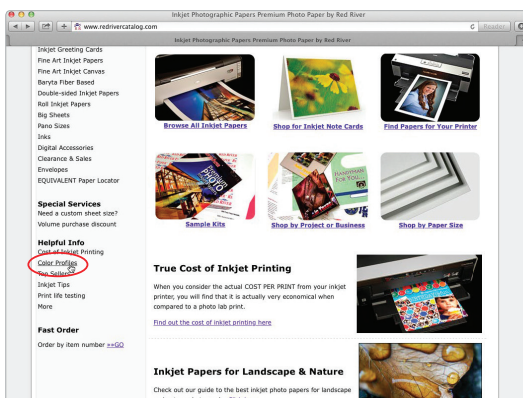 Inkjet Photographic Papers Premium Photo Paper by Red River
www.redrivercatalog.com
Reader
Inkjet Photographic Papers Premium Photo Paper by Red River
Inkjet Greeting Cards
Fine Art Inkjet Papers
Fine Art Inkjet Canvas
Baryta Fiber Based
Double-sided Inkjet Papers
Roll Inkjet Papers
Big Sheets
Pano Sizes
Inks
Digital Accessories
Clearance & Sales
Envelopes
EQUIVALENT Paper Locator
Special Services
Need a custom sheet size?
Volume purchase discount
Helpful Info
Cost of Inkjet Printing
Color Profiles
Top Sellers
Inkjet Tips
Print life testing
More
Fast Order
Order by item number >>GO
Browse All Inkjet Papers
Shop for Inkjet Note Cards
Find Papers for Your Printer
PHOTO
HANDYMAN
FOR YOU...
Sample Kits
Shop by Project or Business
Shop by Paper Size
True Cost of Inkjet Printing
When you consider the actual COST PER PRINT from your inkjet
printer, you will find that it is actually very economical when
compared to a photo lab print.
Find out the cost of inkjet printing here
Inkjet Papers for Landscape & Nature
Check out our guide to the best inkjet photo papers for landscape